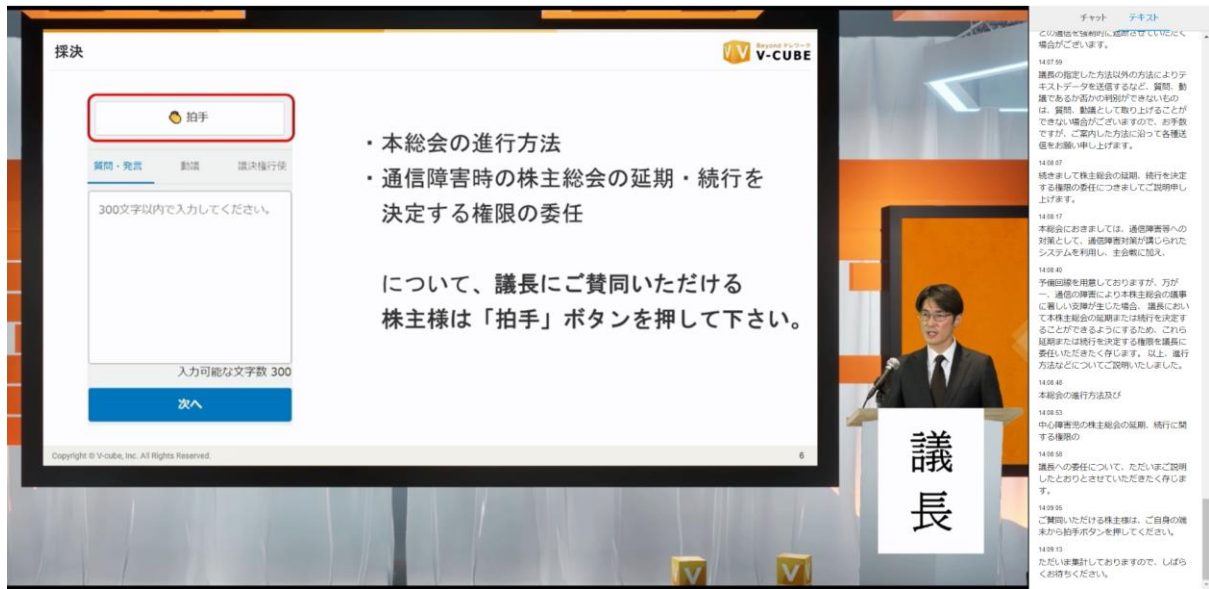 採決
Beyond テレワーク
V-CUBE
拍手
質問・発言 動議 議決権行使
300文字以内で入力してください。
入力可能な文字数 300
次へ
・本総会の進行方法
・通信障害時の株主総会の延期・続行を
決定する権限の委任
について、議長にご賛同いただける
株主様は「拍手」ボタンを押して下さい。
Copyright © V-cube, Inc. All Rights Reserved.
6
議
長
V
V
チャット テキスト
どの通信を強制的に遮断させていただく
場合がございます。
14:07:59
議長の指定した方法以外の方法によりテ
キストデータを送信するなど、質問、動
議であるか否かの判別ができないもの
は、質問、動議として取り上げることが
できない場合がございますので、お手数
ですが、ご案内した方法に沿って各種送
信をお願い申し上げます。
14:08:07
続きまして株主総会の延期、続行を決定
する権限の委任につきましてご説明申し
上げます。
14:08:17
本総会におきましては、通信障害等への
対策として、通信障害対策が講じられた
システムを利用し、主会戦に加え、
14:08:40
予備回線を用意しておりますが、万が
一、通信の障害により本株主総会の議事
に著しい支障が生じた場合、 議長におい
て本株主総会の延期または続行を決定す
ることができるようにするため、これら
延期または続行を決定する権限を議長に
委任いただきたく存じます。 以上、進行
方法などについてご説明いたしました。
14:08:48
本総会の進行方法及び
14:08:53
中心障害児の株主総会の延期、続行に関
する権限の
14:08:58
議長への委任について、ただいまご説明
したとおりとさせていただきたく存じま
す。
14:09:05
ご賛同いただける株主様は、ご自身の端
末から拍手ボタンを押してください。
14:09:13
ただいま集計しておりますので、しばら
くお待ちください。